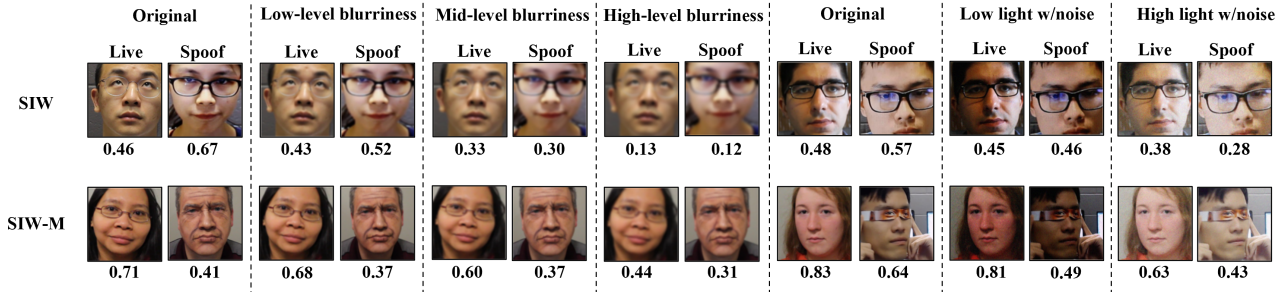 Original Low-level blurriness Mid-level blurriness High-level blurriness Original Low light w/noise High light w/noise
Live Spoof Live Spoof Live Spoof Live Spoof Live Spoof Live Spoof Live Spoof
SIW
0.46 0.67 0.43 0.52 0.33 0.30 0.13 0.12 0.48 0.57 0.45 0.46 0.38 0.28
SIW-M
0.71 0.41 0.68 0.37 0.60 0.37 0.44 0.31 0.83 0.64 0.81 0.49 0.63 0.43